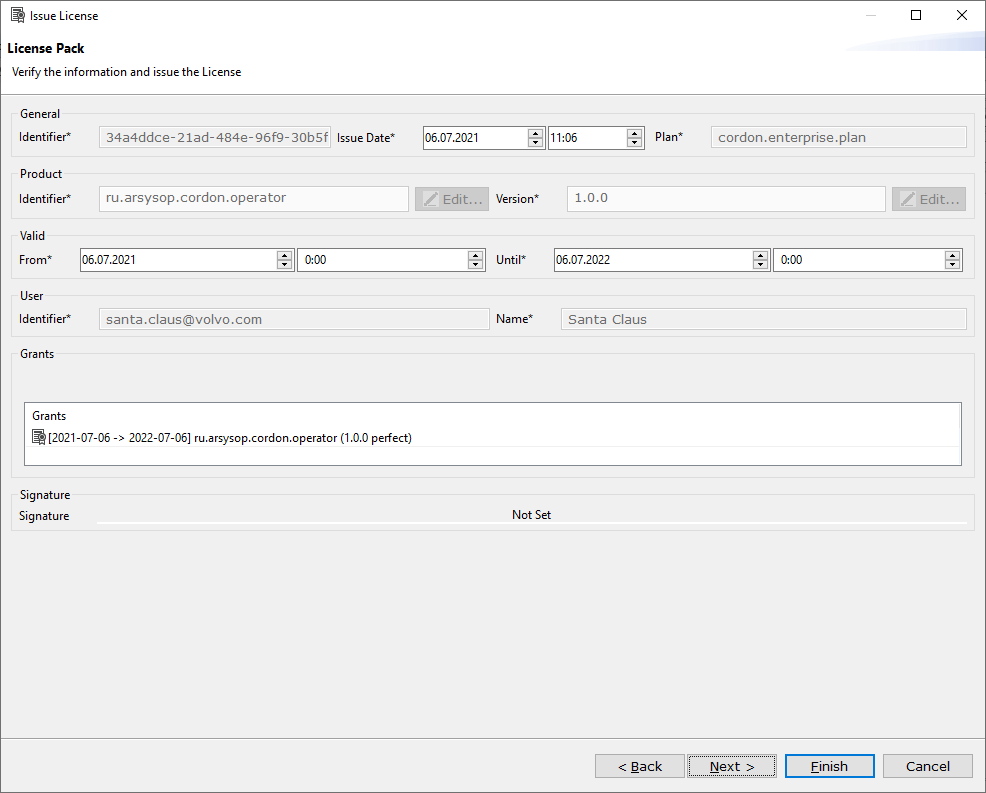 Issue License
License Pack
Verify the information and issue the License
General
Identifier* 34a4ddce-21ad-484e-96f9-30b5f Issue Date* 06.07.2021 11:06 Plan* cordon.enterprise.plan
Product
Identifier* ru.arsysop.cordon.operator Edit... Version* 1.0.0 Edit...
Valid
From* 06.07.2021 0:00 Until* 06.07.2022 0:00
User
Identifier* santa.claus@volvo.com Name* Santa Claus
Grants
Grants
[2021-07-06 -> 2022-07-06] ru.arsysop.cordon.operator (1.0.0 perfect)
Signature
Signature Not Set
< Back Next > Finish Cancel